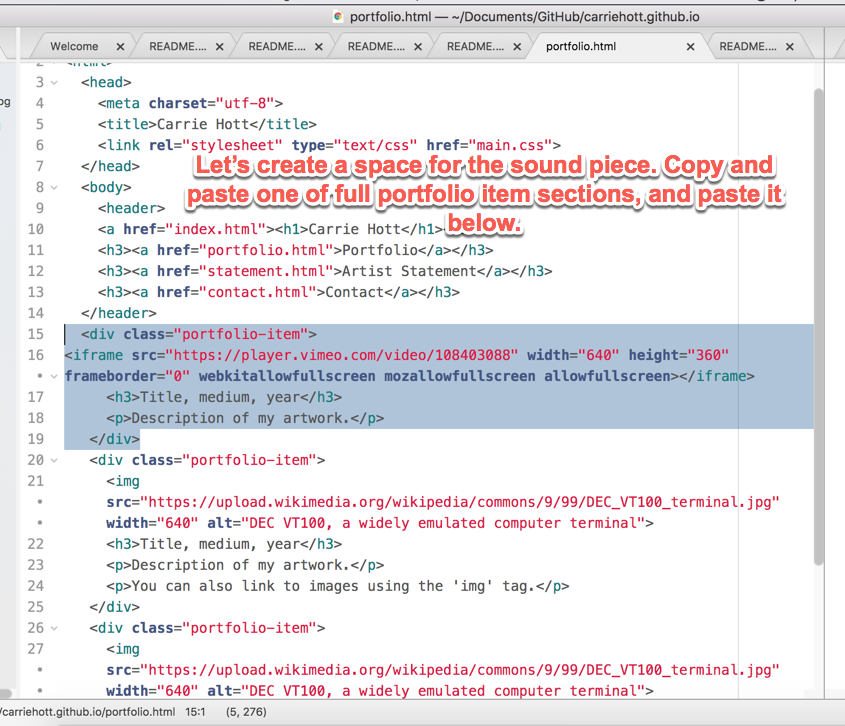 portfolio.html — ~/Documents/GitHub/carriehott.github.io
Welcome × README.... × README.... × README.... × README.... × portfolio.html × README.... ×
2 <html>
3 <head>
4 <meta charset="utf-8">
5 <title>Carrie Hott</title>
6 <link rel="stylesheet" type="text/css" href="main.css">
Let's create a space for the sound piece. Copy and
paste one of full portfolio item sections, and paste it
below.
7 </head>
8 <body>
9 <header>
10 <a href="index.html"><h1>Carrie Hott</h1>
11 <h3><a href="portfolio.html">Portfolio</a></h3>
12 <h3><a href="statement.html">Artist Statement</a></h3>
13 <h3><a href="contact.html">Contact</a></h3>
14 </header>
15 <div class="portfolio-item">
16 <iframe src="https://player.vimeo.com/video/108403088" width="640" height="360"
• frameborder="0" webkitallowfullscreen mozallowfullscreen allowfullscreen></iframe>
17 <h3>Title, medium, year</h3>
18 <p>Description of my artwork.</p>
19 </div>
20 <div class="portfolio-item">
21 <img
• src="https://upload.wikimedia.org/wikipedia/commons/9/99/DEC_VT100_terminal.jpg"
• width="640" alt="DEC VT100, a widely emulated computer terminal">
22 <h3>Title, medium, year</h3>
23 <p>Description of my artwork.</p>
24 <p>You can also link to images using the 'img' tag.</p>
25 </div>
26 <div class="portfolio-item">
27 <img
• src="https://upload.wikimedia.org/wikipedia/commons/9/99/DEC_VT100_terminal.jpg"
• width="640" alt="DEC VT100, a widely emulated computer terminal">
/carriehott.github.io/portfolio.html 15:1 (5, 276)